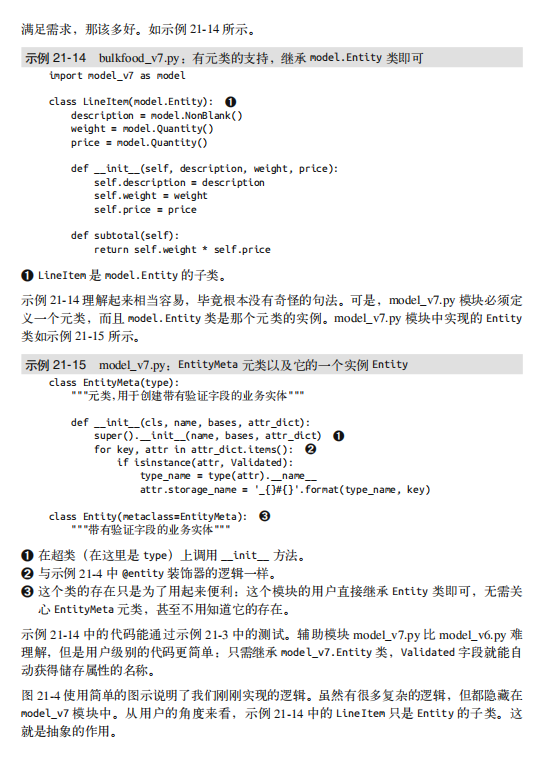 满足需求，那该多好。如示例 21-14 所示。
示例 21-14　bulkfood_v7.py：有元类的支持，继承 model.Entity 类即可
import model_v7 as model
class LineItem(model.Entity): ❶
    description = model.NonBlank()
    weight = model.Quantity()
    price = model.Quantity()
    def __init__(self, description, weight, price):
        self.description = description
        self.weight = weight
        self.price = price
    def subtotal(self):
        return self.weight * self.price
❶ LineItem 是 model.Entity 的子类。
示例 21-14 理解起来相当容易，毕竟根本没有奇怪的句法。可是，model_v7.py 模块必须定
义一个元类，而且 model.Entity 类是那个元类的实例。model_v7.py 模块中实现的 Entity
类如示例 21-15 所示。
示例 21-15　model_v7.py：EntityMeta 元类以及它的一个实例 Entity
class EntityMeta(type):
    """元类,用于创建带有验证字段的业务实体"""
    def __init__(cls, name, bases, attr_dict):
        super().__init__(name, bases, attr_dict) ❶
        for key, attr in attr_dict.items(): ❷
            if isinstance(attr, Validated):
                type_name = type(attr).__name__
                attr.storage_name = '_{}#{}'.format(type_name, key)
class Entity(metaclass=EntityMeta): ❸
    """带有验证字段的业务实体"""
❶ 在超类（在这里是 type）上调用 __init__ 方法。
❷ 与示例 21-4 中 @entity 装饰器的逻辑一样。
❸ 这个类的存在只是为了用起来便利：这个模块的用户直接继承 Entity 类即可，无需关
心 EntityMeta 元类，甚至不用知道它的存在。
示例 21-14 中的代码能通过示例 21-3 中的测试。辅助模块 model_v7.py 比 model_v6.py 难
理解，但是用户级别的代码更简单：只需继承 model_v7.Entity 类，Validated 字段就能自
动获得储存属性的名称。
图 21-4 使用简单的图示说明了我们刚刚实现的逻辑。虽然有很多复杂的逻辑，但都隐藏在
model_v7 模块中。从用户的角度来看，示例 21-14 中的 LineItem 只是 Entity 的子类。这
就是抽象的作用。